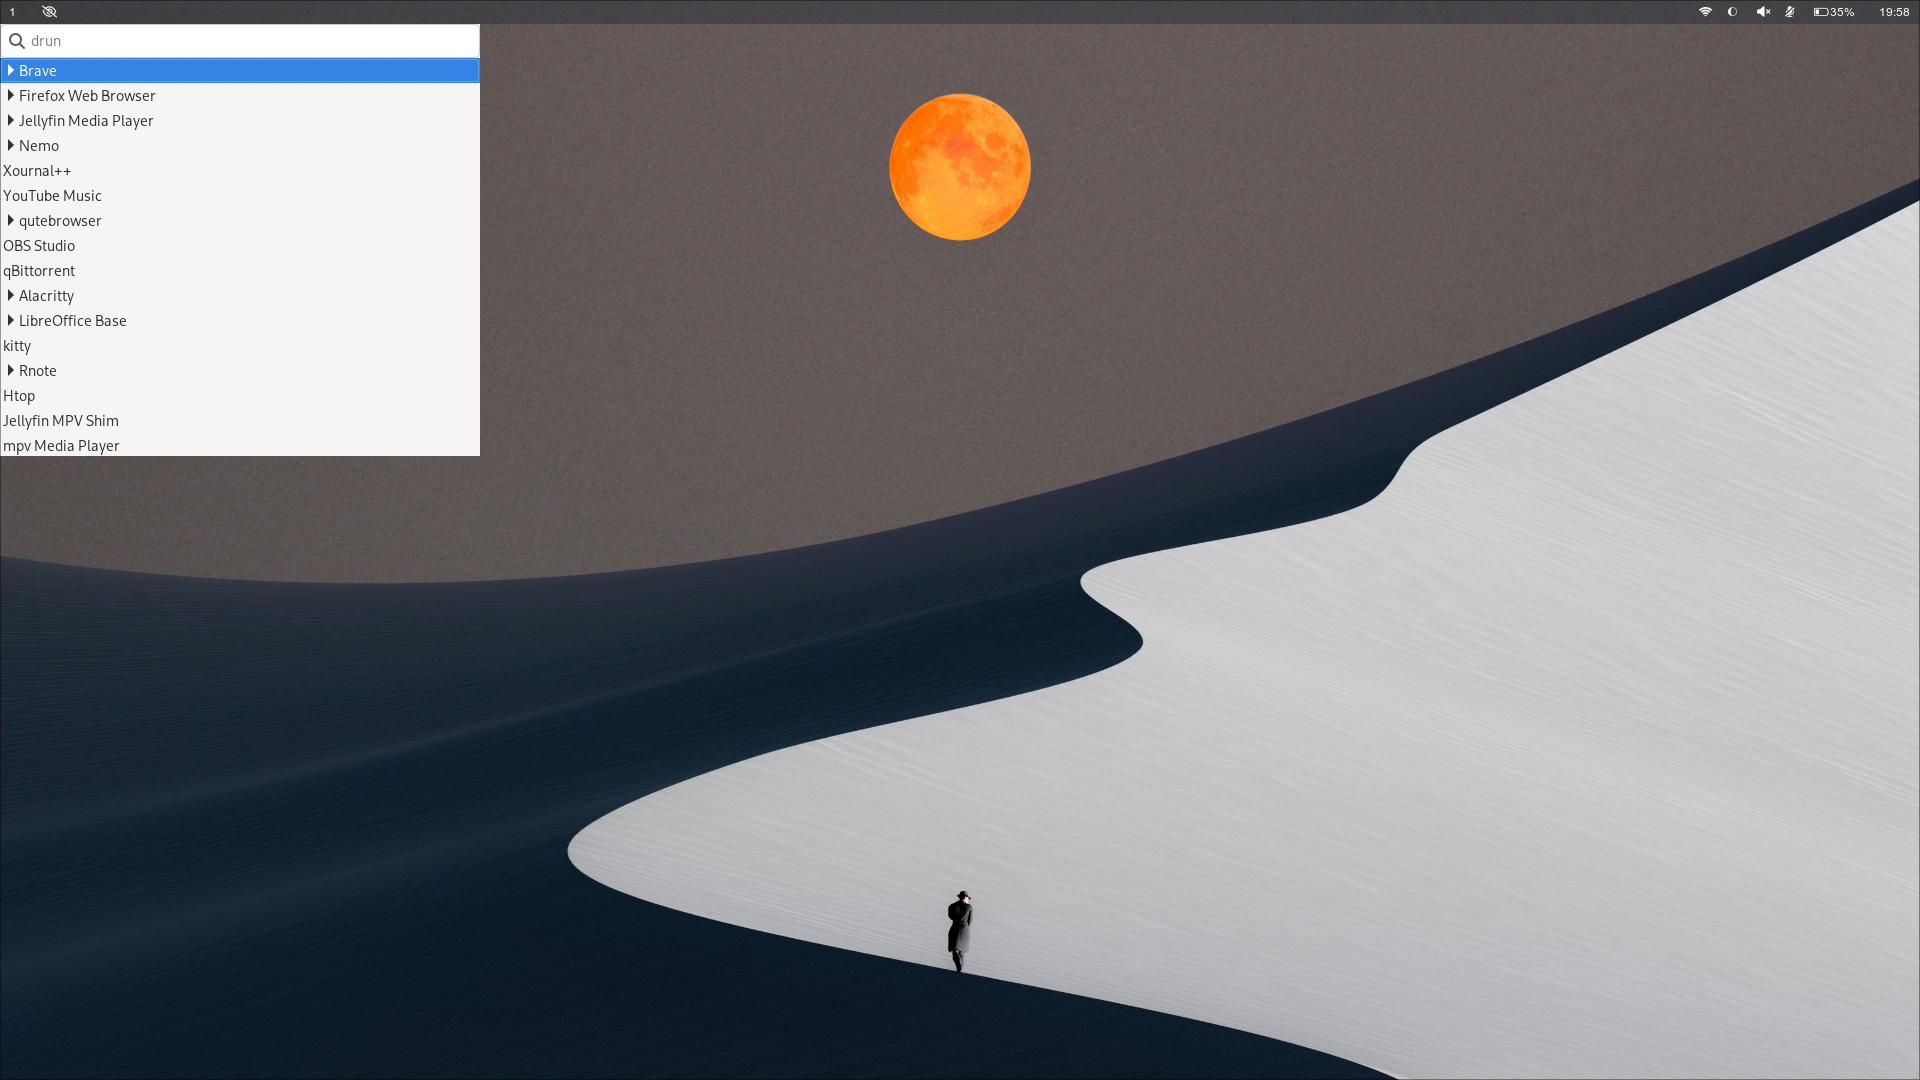 1
35%
19:58
drun
Brave
Firefox Web Browser
Jellyfin Media Player
Nemo
Xournal++
YouTube Music
qutebrowser
OBS Studio
qBittorrent
Alacritty
LibreOffice Base
kitty
Rnote
Htop
Jellyfin MPV Shim
mpv Media Player